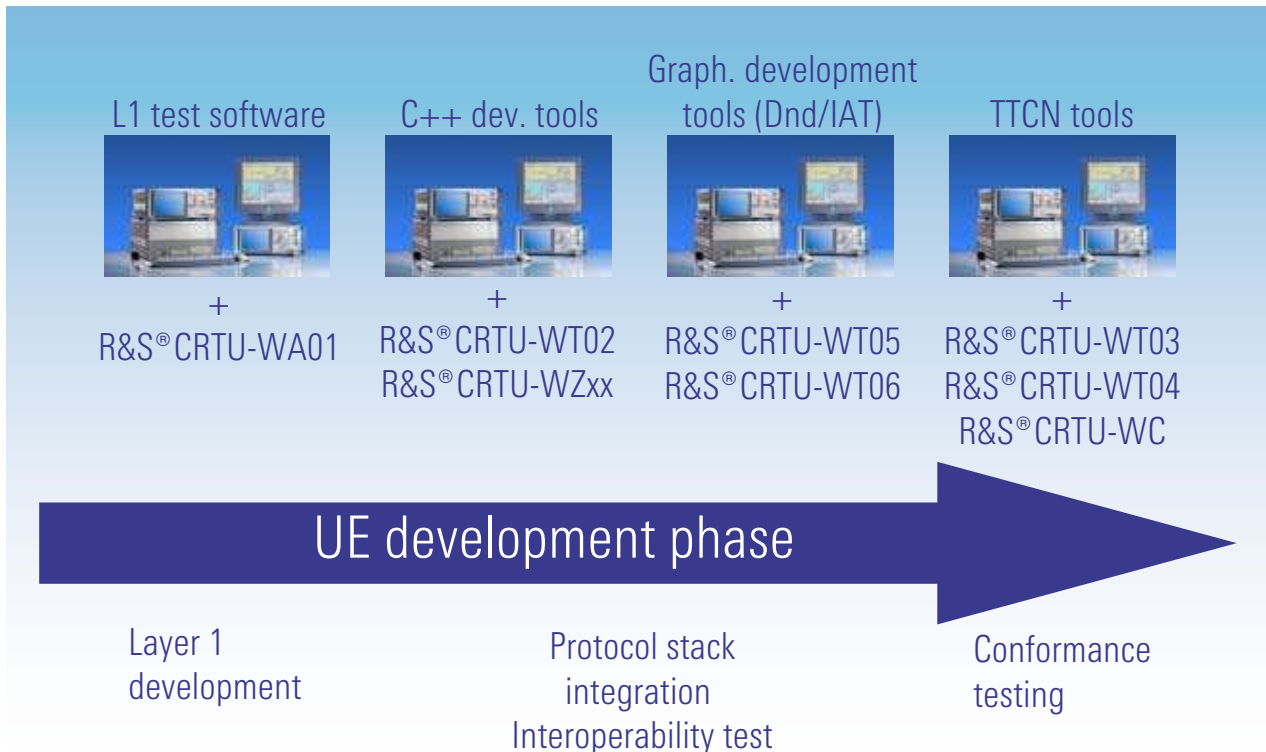 L1 test software
C++ dev. tools
Graph. development
tools (Dnd/IAT)
TTCN tools
+
R&S®CRTU-WA01
+
R&S®CRTU-WT02
R&S®CRTU-WZxx
+
R&S®CRTU-WT05
R&S®CRTU-WT06
+
R&S®CRTU-WT03
R&S®CRTU-WT04
R&S®CRTU-WC
UE development phase
Layer 1
development
Protocol stack
integration
Interoperability test
Conformance
testing